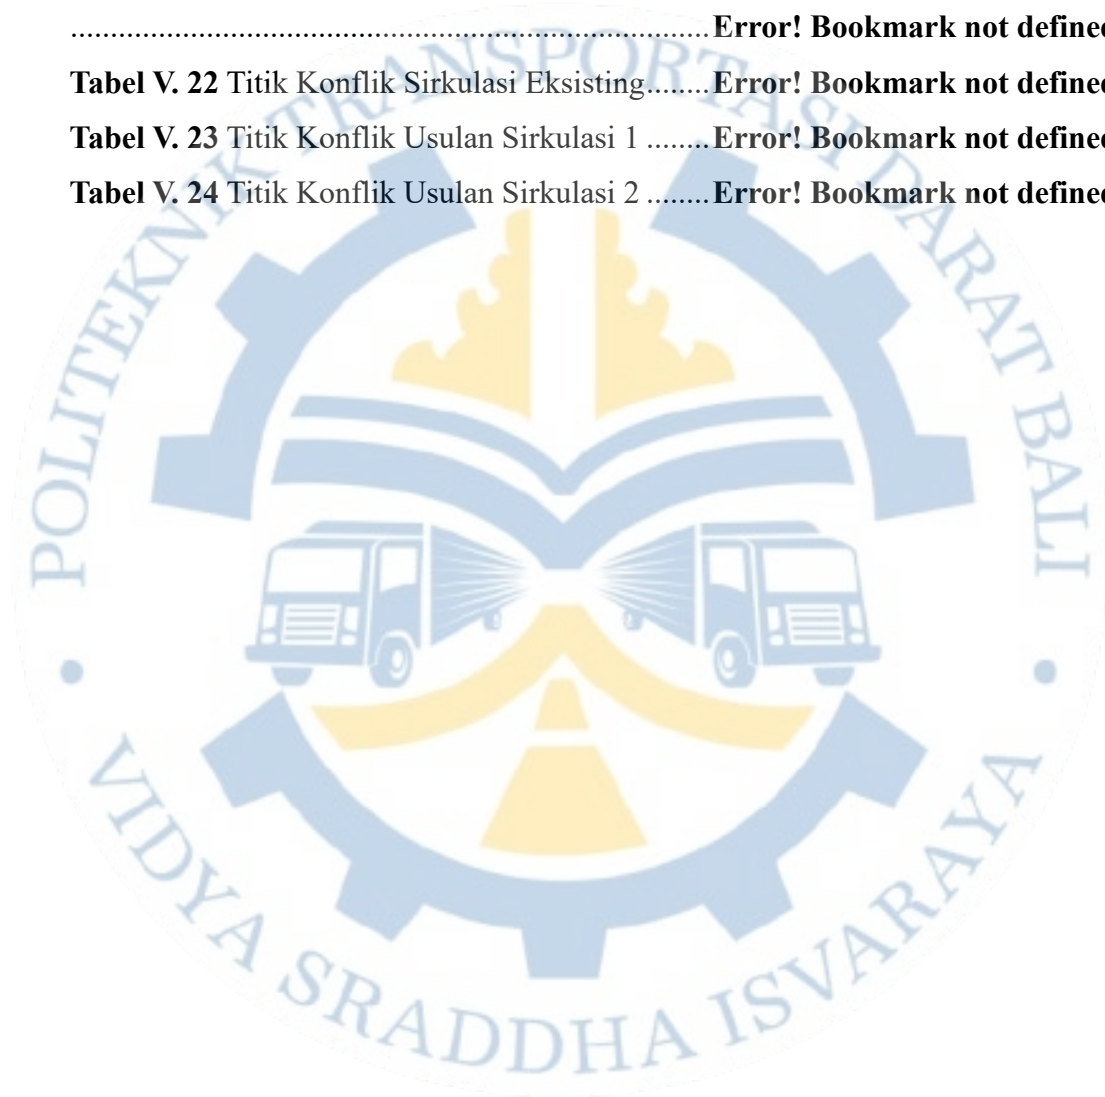 ........................................................................Error! Bookmark not defined
Tabel V. 22 Titik Konflik Sirkulasi Eksisting........Error! Bookmark not defined
Tabel V. 23 Titik Konflik Usulan Sirkulasi 1 ........Error! Bookmark not defined
Tabel V. 24 Titik Konflik Usulan Sirkulasi 2 ........Error! Bookmark not defined
POLITEKNIK TRANSPORTASI DARAT BALI
VIDYA SRADDHA ISVARAYA